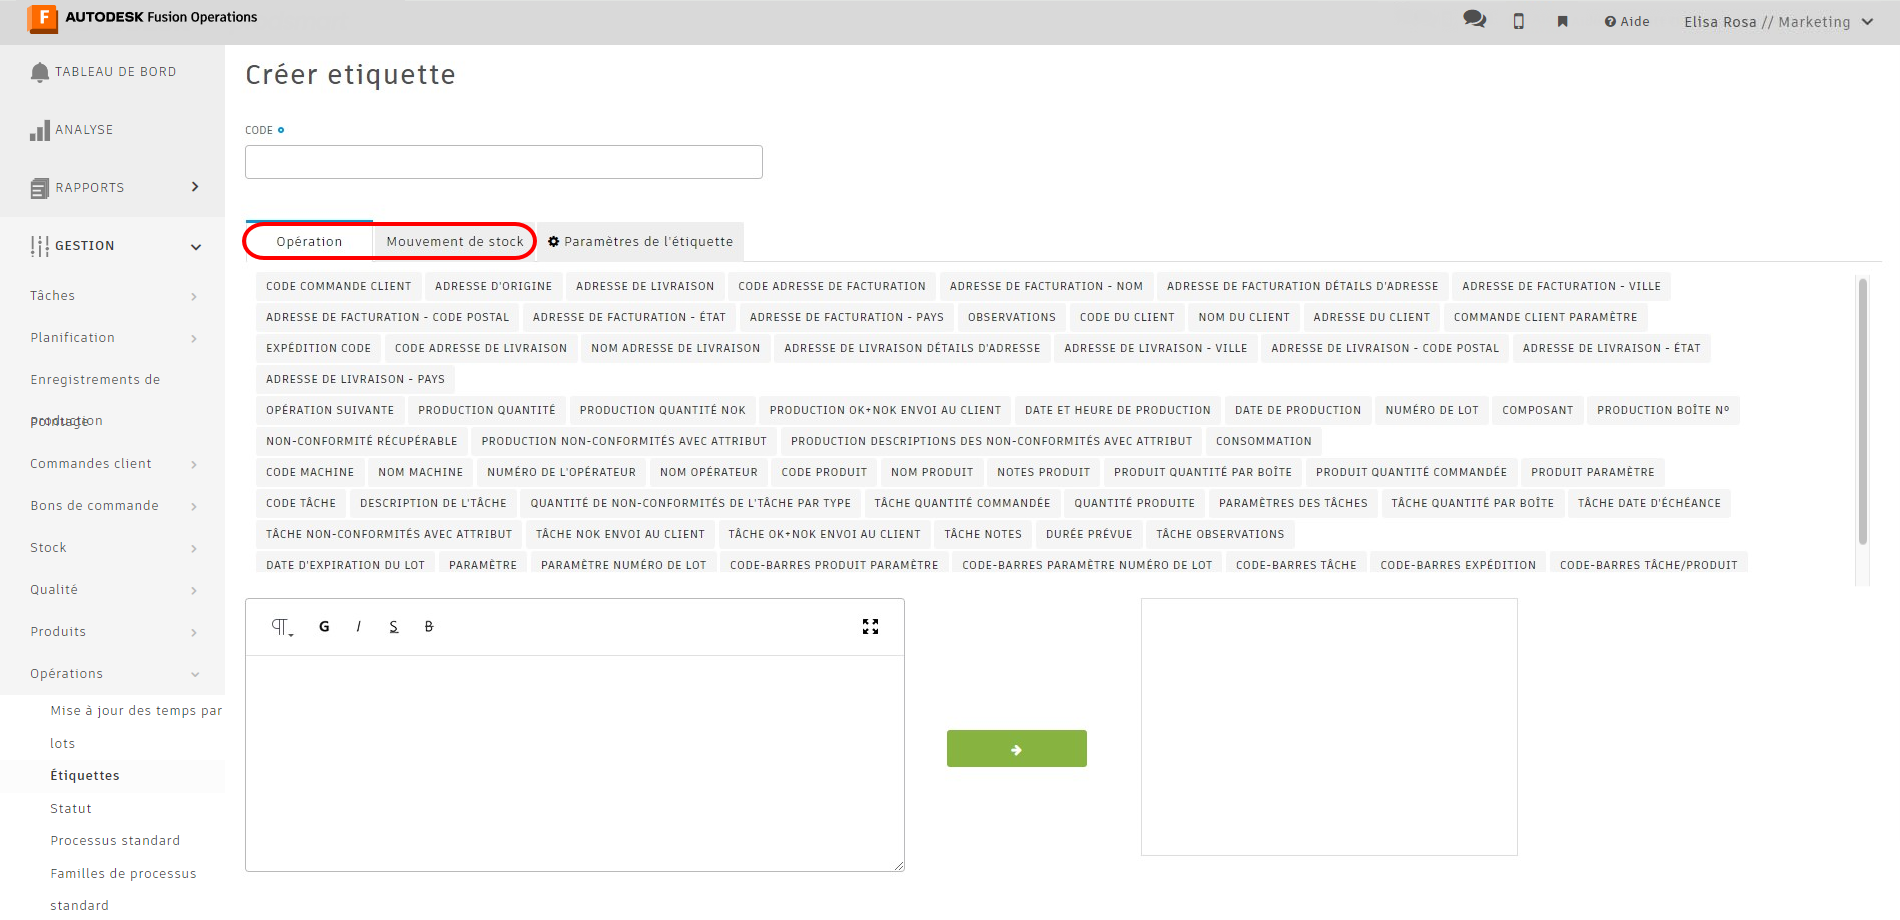 AUTODESK Fusion Operations
Aide
Elisa Rosa // Marketing
TABLEAU DE BORD
ANALYSE
RAPPORTS
GESTION
Tâches
Planification
Enregistrements de
production
Pointage
Commandes client
Bons de commande
Stock
Qualité
Produits
Opérations
Mise à jour des temps par
lots
Étiquettes
Statut
Processus standard
Familles de processus
standard
Créer etiquette
CODE
Opération Mouvement de stock Paramètres de l'étiquette
CODE COMMANDE CLIENT ADRESSE D'ORIGINE ADRESSE DE LIVRAISON CODE ADRESSE DE FACTURATION ADRESSE DE FACTURATION - NOM ADRESSE DE FACTURATION DÉTAILS D'ADRESSE ADRESSE DE FACTURATION - VILLE
ADRESSE DE FACTURATION - CODE POSTAL ADRESSE DE FACTURATION - ÉTAT ADRESSE DE FACTURATION - PAYS OBSERVATIONS CODE DU CLIENT NOM DU CLIENT ADRESSE DU CLIENT COMMANDE CLIENT PARAMÈTRE
EXPÉDITION CODE CODE ADRESSE DE LIVRAISON NOM ADRESSE DE LIVRAISON ADRESSE DE LIVRAISON DÉTAILS D'ADRESSE ADRESSE DE LIVRAISON - VILLE ADRESSE DE LIVRAISON - CODE POSTAL ADRESSE DE LIVRAISON - ÉTAT
ADRESSE DE LIVRAISON - PAYS
OPÉRATION SUIVANTE PRODUCTION QUANTITÉ PRODUCTION QUANTITÉ NOK PRODUCTION OK+NOK ENVOI AU CLIENT DATE ET HEURE DE PRODUCTION DATE DE PRODUCTION NUMÉRO DE LOT COMPOSANT PRODUCTION BOÎTE Nº
NON-CONFORMITÉ RÉCUPÉRABLE PRODUCTION NON-CONFORMITÉS AVEC ATTRIBUT PRODUCTION DESCRIPTIONS DES NON-CONFORMITÉS AVEC ATTRIBUT CONSOMMATION
CODE MACHINE NOM MACHINE NUMÉRO DE L'OPÉRATEUR NOM OPÉRATEUR CODE PRODUIT NOM PRODUIT NOTES PRODUIT PRODUIT QUANTITÉ PAR BOÎTE PRODUIT QUANTITÉ COMMANDÉE PRODUIT PARAMÈTRE
CODE TÂCHE DESCRIPTION DE L'TÂCHE QUANTITÉ DE NON-CONFORMITÉS DE L'TÂCHE PAR TYPE TÂCHE QUANTITÉ COMMANDÉE QUANTITÉ PRODUITE PARAMÈTRES DES TÂCHES TÂCHE QUANTITÉ PAR BOÎTE TÂCHE DATE D'ÉCHÉANCE
TÂCHE NON-CONFORMITÉS AVEC ATTRIBUT TÂCHE NOK ENVOI AU CLIENT TÂCHE OK+NOK ENVOI AU CLIENT TÂCHE NOTES DURÉE PRÉVUE TÂCHE OBSERVATIONS
DATE D'EXPIRATION DU LOT PARAMÈTRE PARAMÈTRE NUMÉRO DE LOT CODE-BARRES PRODUIT PARAMÈTRE CODE-BARRES PARAMÈTRE NUMÉRO DE LOT CODE-BARRES TÂCHE CODE-BARRES EXPÉDITION CODE-BARRES TÂCHE/PRODUIT
G I S B